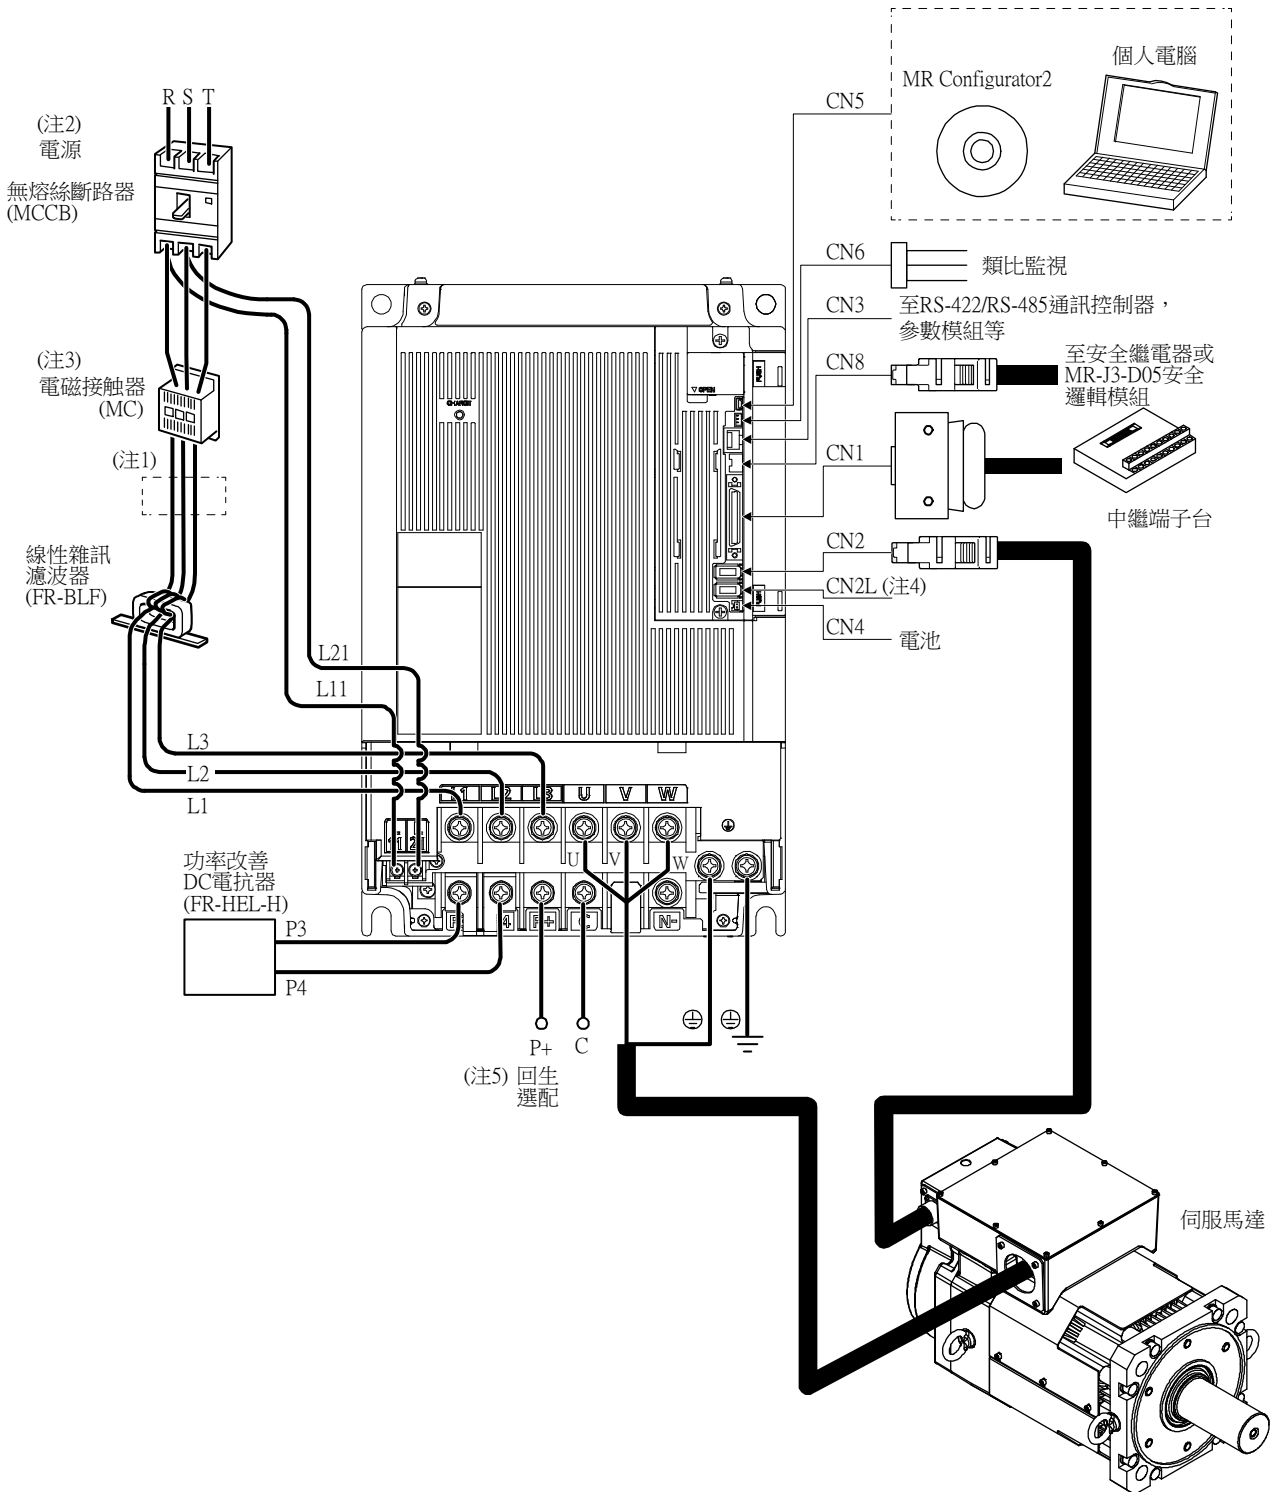 R S T
(注2)
電源
無熔絲斷路器
(MCCB)
(注3)
電磁接触器
(MC)
(注1)
線性雜訊
濾波器
(FR-BLF)
L21
L11
L3
L2
L1
功率改善
DC電抗器
(FR-HEL-H)
P3
P4
CHARGE
OPEN
PUSH
U V W
U
V
W
N-
P+
C
(注5) 回生
選配
CN5
MR Configurator2
個人電腦
CN6
類比監視
CN3
至RS-422/RS-485通訊控制器，
參數模組等
CN8
至安全繼電器或
MR-J3-D05安全
邏輯模組
CN1
中繼端子台
CN2
CN2L (注4)
CN4
電池
伺服馬達